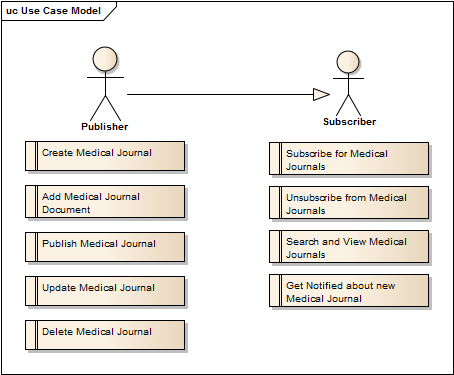 uc Use Case Model
Publisher
Subscriber
Create Medical Journal
Add Medical Journal
Document
Publish Medical Journal
Update Medical Journal
Delete Medical Journal
Subscribe for Medical
Journals
Unsubscribe from Medical
Journals
Search and View Medical
Journals
Get Notified about new
Medical Journal